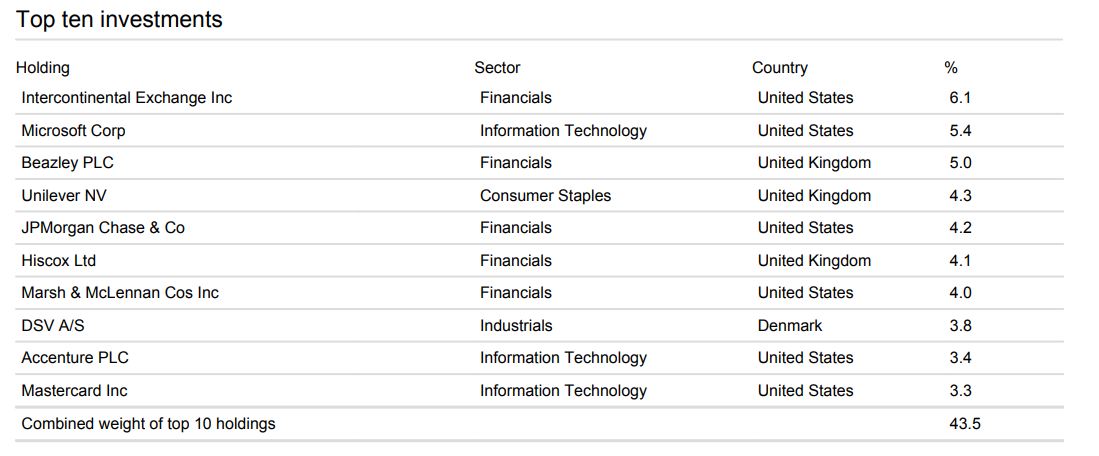 Top ten investments
Holding Sector Country %
Intercontinental Exchange Inc Financials United States 6.1
Microsoft Corp Information Technology United States 5.4
Beazley PLC Financials United Kingdom 5.0
Unilever NV Consumer Staples United Kingdom 4.3
JPMorgan Chase & Co Financials United States 4.2
Hiscox Ltd Financials United Kingdom 4.1
Marsh & McLennan Cos Inc Financials United States 4.0
DSV A/S Industrials Denmark 3.8
Accenture PLC Information Technology United States 3.4
Mastercard Inc Information Technology United States 3.3
Combined weight of top 10 holdings 43.5